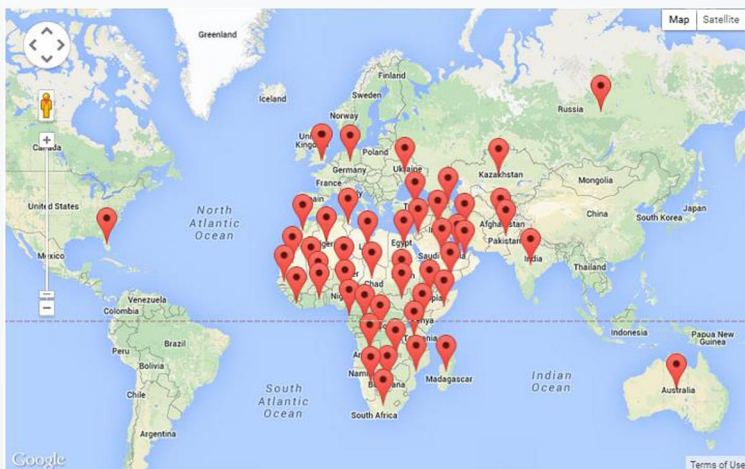 Map Satellite
Greenland
Iceland
Finland
Sweden
Norway
Russia
United
Kingdom
Canada
Poland
Germany
Ukraine
Kazakhstan
France
Mongolia
United States
North
Atlantic
Ocean
China
South Korea
Japan
Afghanistan
Pakistan
Mexico
Egypt
Saudi
India
Thailand
Chad
Venezuela
Colombia
Indonesia
Papua New
Guinea
Peru
Brazil
Bolivia
Madagascar
Indian
Ocean
Australia
South
Atlantic
Ocean
Chile
South Africa
Argentina
Google
Terms of Use